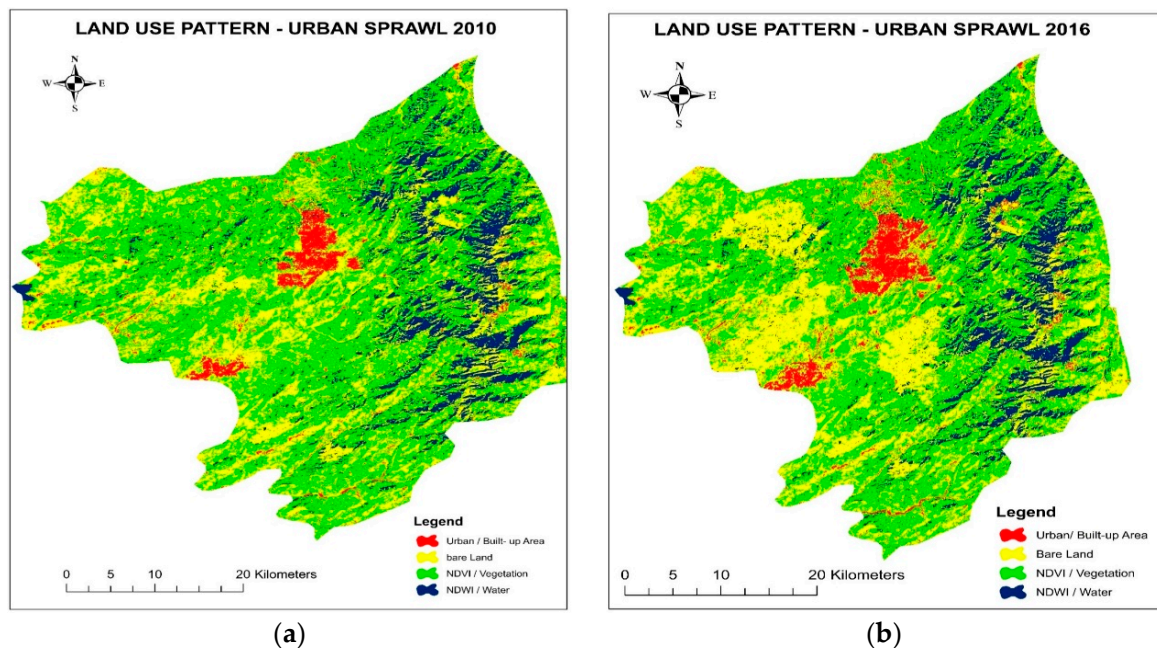 LAND USE PATTERN - URBAN SPRAWL 2010
N
W E
S
Legend
Urban / Built- up Area
bare Land
NDVI / Vegetation
NDWI / Water
0 5 10 20 Kilometers
(a)
LAND USE PATTERN - URBAN SPRAWL 2016
N
W E
S
Legend
Urban/ Built-up Area
Bare Land
NDVI / Vegetation
NDWI / Water
0 5 10 20 Kilometers
(b)